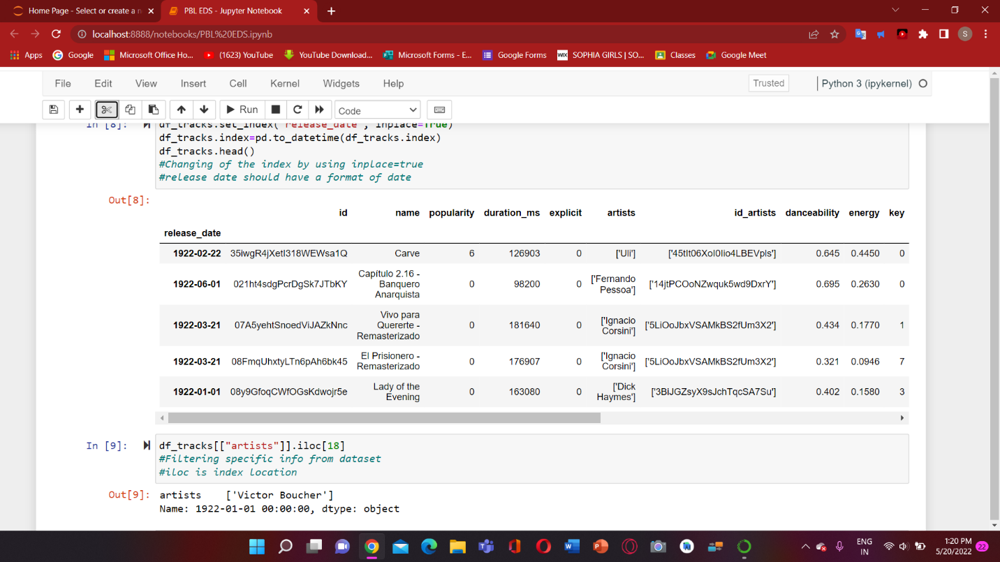 Home Page - Select or create a n
PBL EDS - Jupyter Notebook
localhost:8888/notebooks/PBL%20EDS.ipynb
S
Apps
Google
Microsoft Office Ho...
(1623) YouTube
YouTube Download...
Microsoft Forms - E...
Google Forms
WIX SOPHIA GIRLS | SO...
Classes
Google Meet
File Edit View Insert Cell Kernel Widgets Help
Trusted
Python 3 (ipykernel)
Run
Code
In [8]:
df_tracks.set_index("release_date", inplace=True)
df_tracks.index=pd.to_datetime(df_tracks.index)
df_tracks.head()
#Changing of the index by using inplace=true
#release date should have a format of date
Out[8]:
id name popularity duration_ms explicit artists id_artists danceability energy key
release_date
1922-02-22 35iwgR4jXetI318WEWsa1Q Carve 6 126903 0 ['Uli'] ['45tIt06XoI0Iio4LBEVpls'] 0.645 0.4450 0
1922-06-01 021ht4sdgPcrDgSk7JTbKY Capítulo 2.16 -
Banquero
Anarquista 0 98200 0 ['Fernando
Pessoa'] ['14jtPCOoNZwquk5wd9DxrY'] 0.695 0.2630 0
1922-03-21 07A5yehtSnoedViJAZkNnc Vivo para
Quererte -
Remasterizado 0 181640 0 ['Ignacio
Corsini'] ['5LiOoJbxVSAMkBS2fUm3X2'] 0.434 0.1770 1
1922-03-21 08FmqUhxtyLTn6pAh6bk45 El Prisionero -
Remasterizado 0 176907 0 ['Ignacio
Corsini'] ['5LiOoJbxVSAMkBS2fUm3X2'] 0.321 0.0946 7
1922-01-01 08y9GfoqCWfOGsKdwojr5e Lady of the
Evening 0 163080 0 ['Dick
Haymes'] ['3BiJGZsyX9sJchTqcSA7Su'] 0.402 0.1580 3
In [9]:
df_tracks[["artists"]].iloc[18]
#Filtering specific info from dataset
#iloc is index location
Out[9]:
artists ['Victor Boucher']
Name: 1922-01-01 00:00:00, dtype: object
ENG
IN
1:20 PM
5/20/2022
22